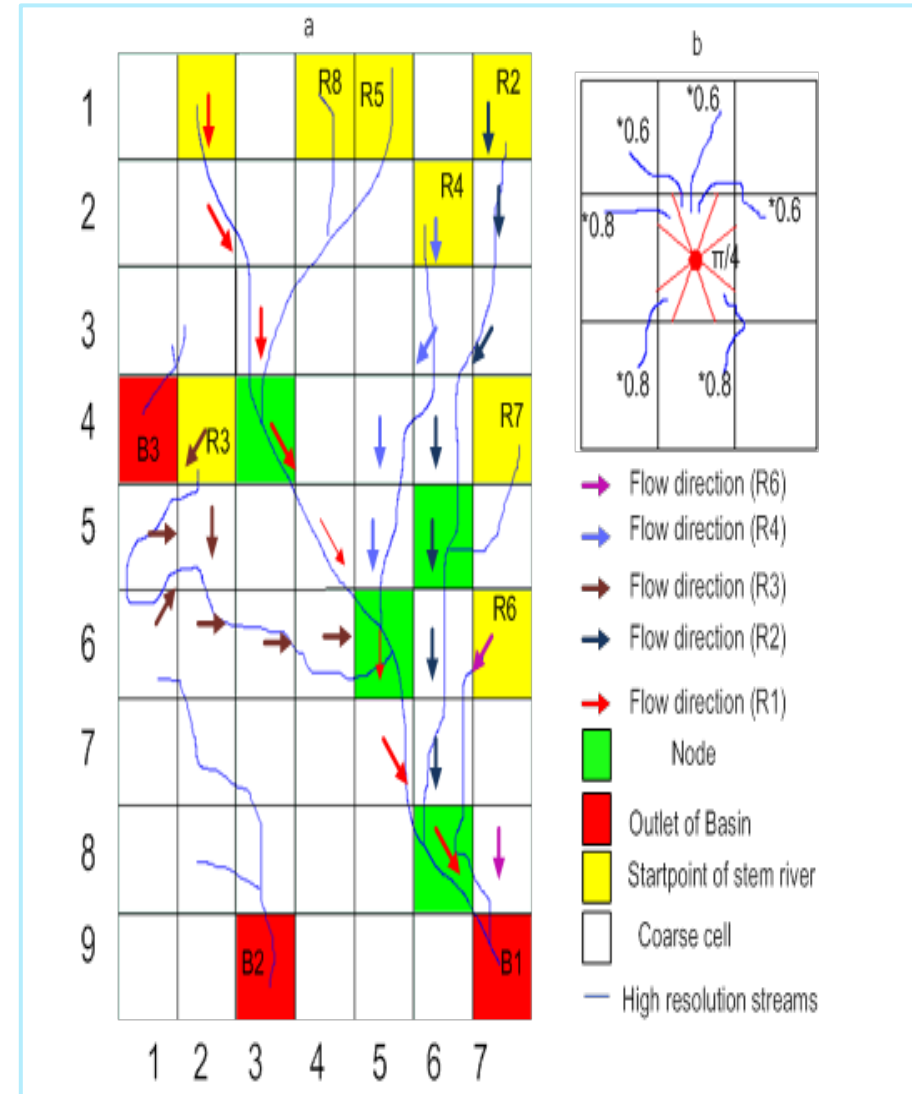 a
b
1
R8
R5
R2
2
R4
3
4
B3
R3
R7
5
6
R6
7
8
9
B2
B1
1 2 3 4 5 6 7
*0.6
*0.6
*0.8
*0.6
π/4
*0.8
*0.8
Flow direction (R6)
Flow direction (R4)
Flow direction (R3)
Flow direction (R2)
Flow direction (R1)
Node
Outlet of Basin
Startpoint of stem river
Coarse cell
High resolution streams